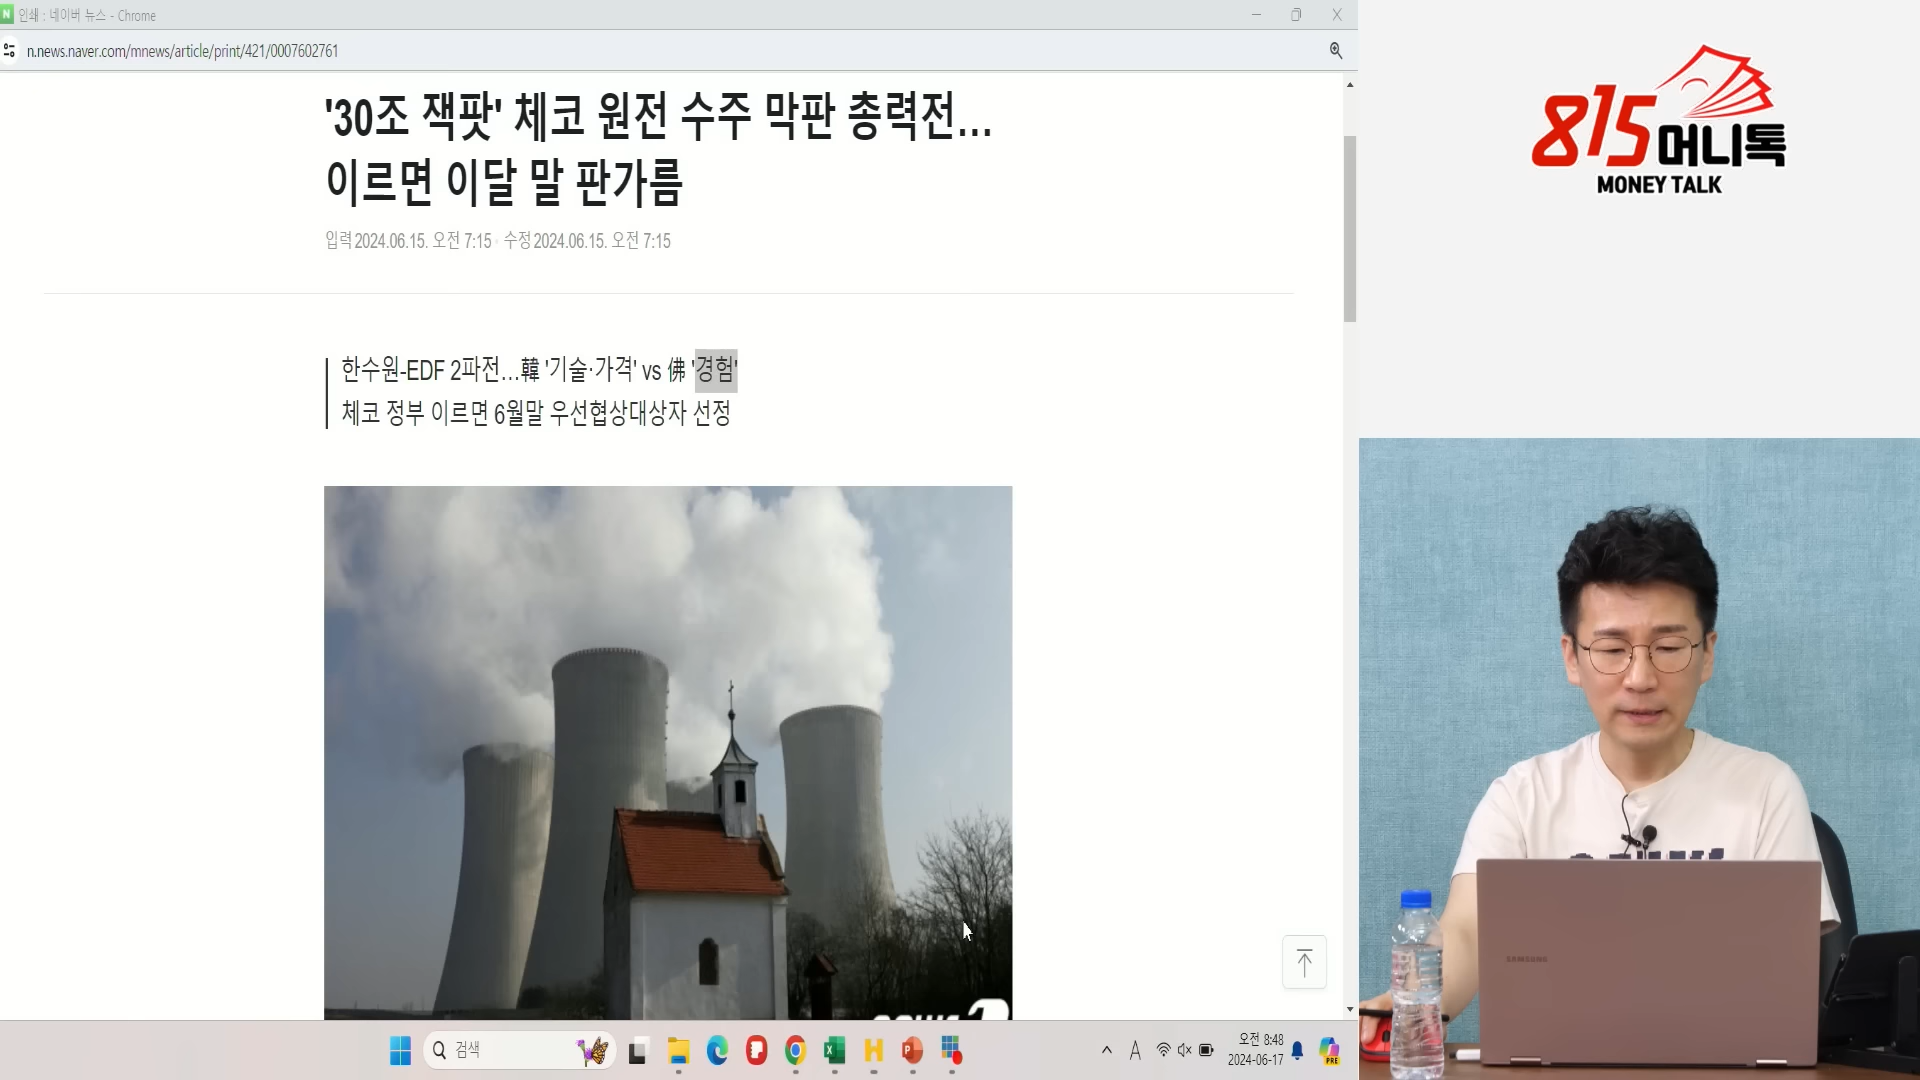 인쇄 : 네이버 뉴스 - Chrome
n.news.naver.com/mnews/article/print/421/0007602761
'30조 잭팟' 체코 원전 수주 막판 총력전…
이르면 이달 말 판가름
입력 2024.06.15. 오전 7:15 · 수정 2024.06.15. 오전 7:15
한수원-EDF 2파전…韓 '기술·가격' vs 佛 '경험'
체코 정부 이르면 6월말 우선협상대상자 선정
815머니톡
MONEY TALK
SAMSUNG
검색
A
오전 8:48
2024-06-17
PRE